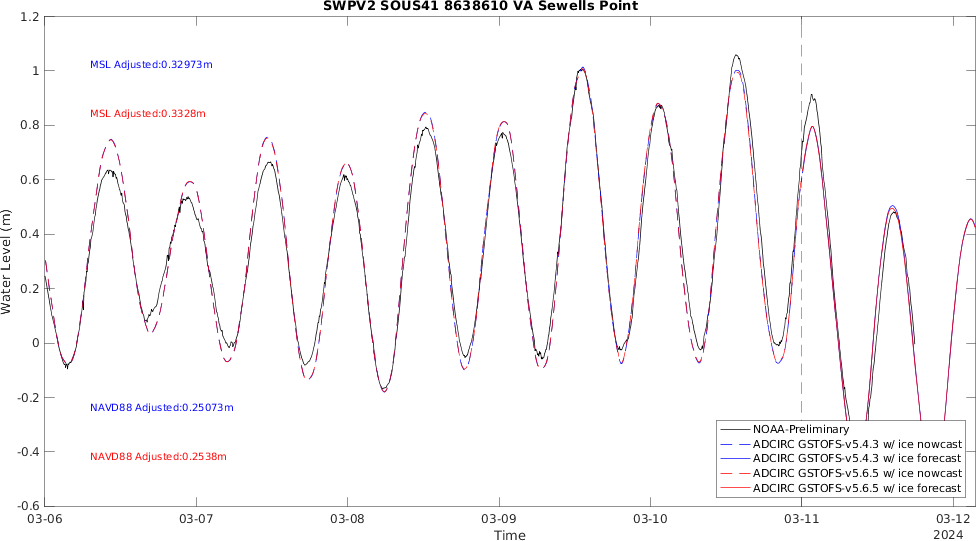 SWPV2 SOUS41 8638610 VA Sewells Point
1.2
1
0.8
0.6
0.4
0.2
0
-0.2
-0.4
-0.6
Water Level (m)
MSL Adjusted:0.32973m
MSL Adjusted:0.3328m
NAVD88 Adjusted:0.25073m
NAVD88 Adjusted:0.2538m
NOAA-Preliminary
ADCIRC GSTOFS-v5.4.3 w/ ice nowcast
ADCIRC GSTOFS-v5.4.3 w/ ice forecast
ADCIRC GSTOFS-v5.6.5 w/ ice nowcast
ADCIRC GSTOFS-v5.6.5 w/ ice forecast
03-06 03-07 03-08 03-09 03-10 03-11 03-12
Time 2024